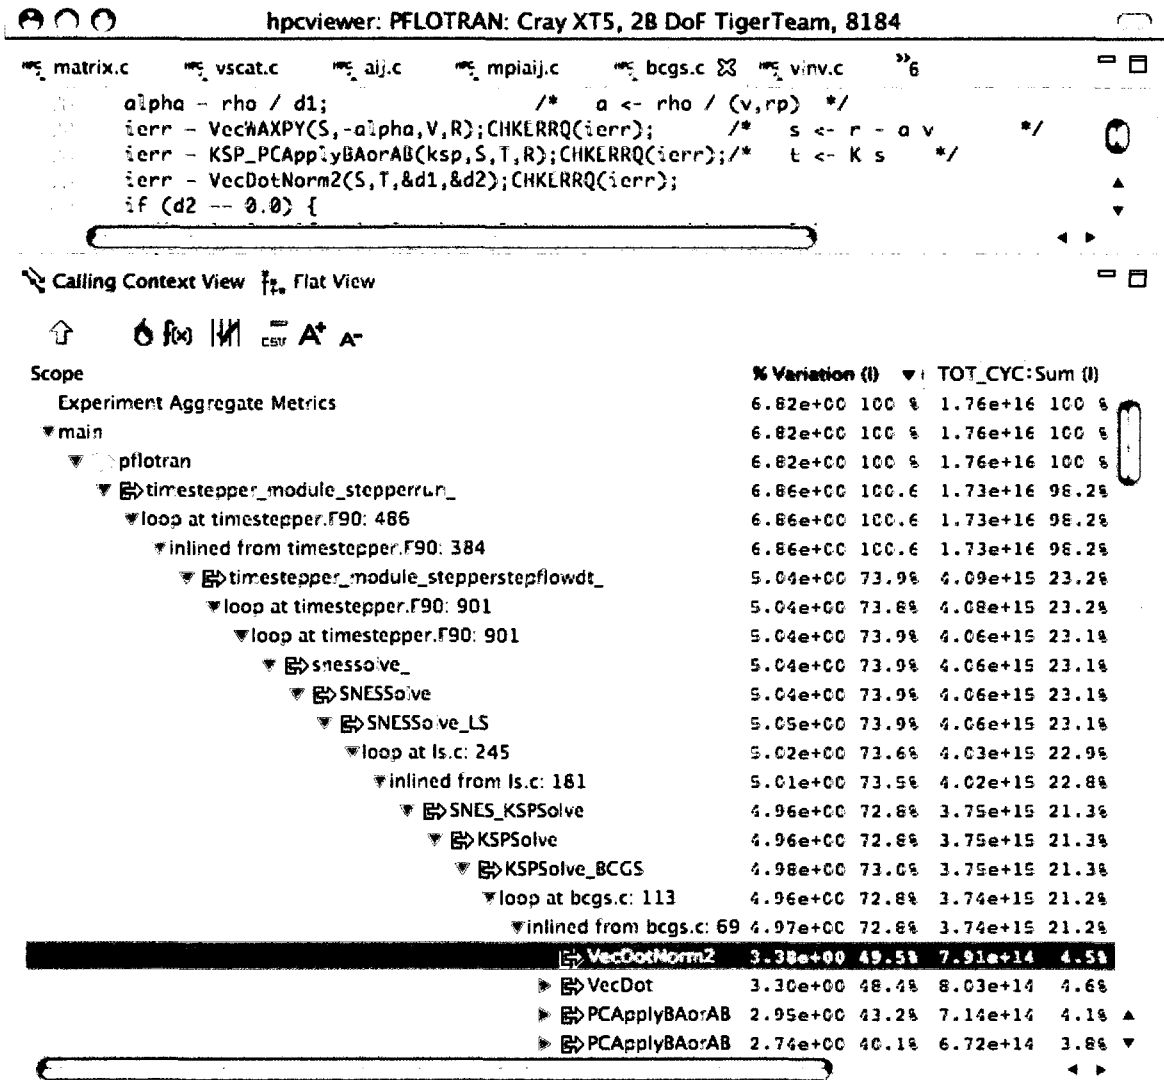 hpcviewer: PFLOTRAN: Cray XT5, 2B DoF TigerTeam, 8184
matrix.c vscat.c aij.c mpiaij.c bcgs.c vinv.c »6
alpha = rho / d1; /* a <- rho / (v,rp) */
ierr = VecWAXPY(S,-alpha,V,R);CHKERRQ(ierr); /* s <- r - a v */
ierr = KSP_PCApplyBAorAB(ksp,S,T,R);CHKERRQ(ierr);/* t <- K s */
ierr = VecDotNorm2(S,T,&d1,&d2);CHKERRQ(ierr);
if (d2 == 0.0) {
Calling Context View Flat View
f(x) CSV A+ A-
Scope % Variation (I) TOT_CYC:Sum (I)
Experiment Aggregate Metrics 6.82e+00 100 % 1.76e+16 100 %
main 6.82e+00 100 % 1.76e+16 100 %
pflotran 6.82e+00 100 % 1.76e+16 100 %
timestepper_module_stepperrun_ 6.86e+00 100.6 1.73e+16 98.2%
loop at timestepper.F90: 486 6.86e+00 100.6 1.73e+16 98.2%
inlined from timestepper.F90: 384 6.86e+00 100.6 1.73e+16 98.2%
timestepper_module_stepperstepflowdt_ 5.04e+00 73.9% 4.09e+15 23.2%
loop at timestepper.F90: 901 5.04e+00 73.8% 4.08e+15 23.2%
loop at timestepper.F90: 901 5.04e+00 73.9% 4.06e+15 23.1%
snessolve_ 5.04e+00 73.9% 4.06e+15 23.1%
SNESSolve 5.04e+00 73.9% 4.06e+15 23.1%
SNESSolve_LS 5.05e+00 73.9% 4.06e+15 23.1%
loop at ls.c: 245 5.02e+00 73.6% 4.03e+15 22.9%
inlined from ls.c: 181 5.01e+00 73.5% 4.02e+15 22.8%
SNES_KSPSolve 4.96e+00 72.8% 3.75e+15 21.3%
KSPSolve 4.96e+00 72.8% 3.75e+15 21.3%
KSPSolve_BCGS 4.98e+00 73.0% 3.75e+15 21.3%
loop at bcgs.c: 113 4.96e+00 72.8% 3.74e+15 21.2%
inlined from bcgs.c: 69 4.97e+00 72.8% 3.74e+15 21.2%
VecDotNorm2 3.38e+00 49.5% 7.91e+14 4.5%
VecDot 3.30e+00 48.4% 8.03e+14 4.6%
PCApplyBAorAB 2.95e+00 43.2% 7.14e+14 4.1%
PCApplyBAorAB 2.74e+00 40.1% 6.72e+14 3.8%